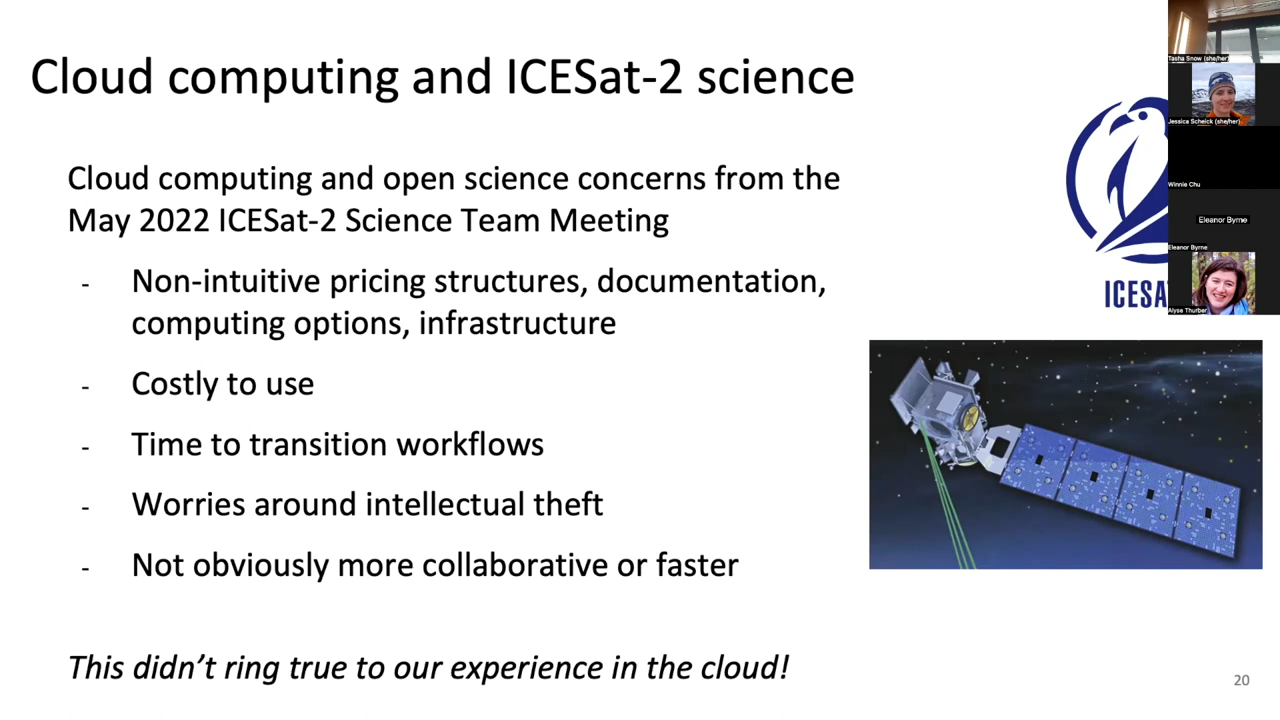 Cloud computing and ICESat-2 science
Cloud computing and open science concerns from the
May 2022 ICESat-2 Science Team Meeting
- Non-intuitive pricing structures, documentation,
computing options, infrastructure
- Costly to use
- Time to transition workflows
- Worries around intellectual theft
- Not obviously more collaborative or faster
This didn't ring true to our experience in the cloud!
ICESA
Tasha Snow (she/her)
Jessica Scheick (she/her)
Winnie Chu
Eleanor Byrne
Eleanor Byrne
Alyse Thurber
20